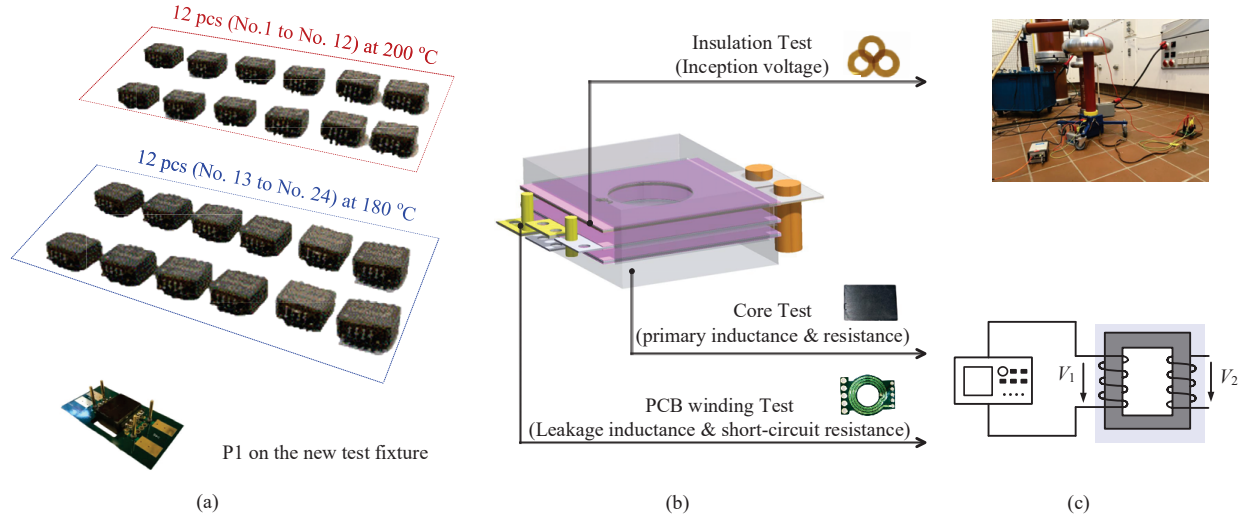 12 pcs (No.1 to No. 12) at 200 °C
12 pcs (No. 13 to No. 24) at 180 °C
P1 on the new test fixture
(a)
Insulation Test
(Inception voltage)
Core Test
(primary inductance & resistance)
PCB winding Test
(Leakage inductance & short-circuit resistance)
(b)
V1
V2
(c)